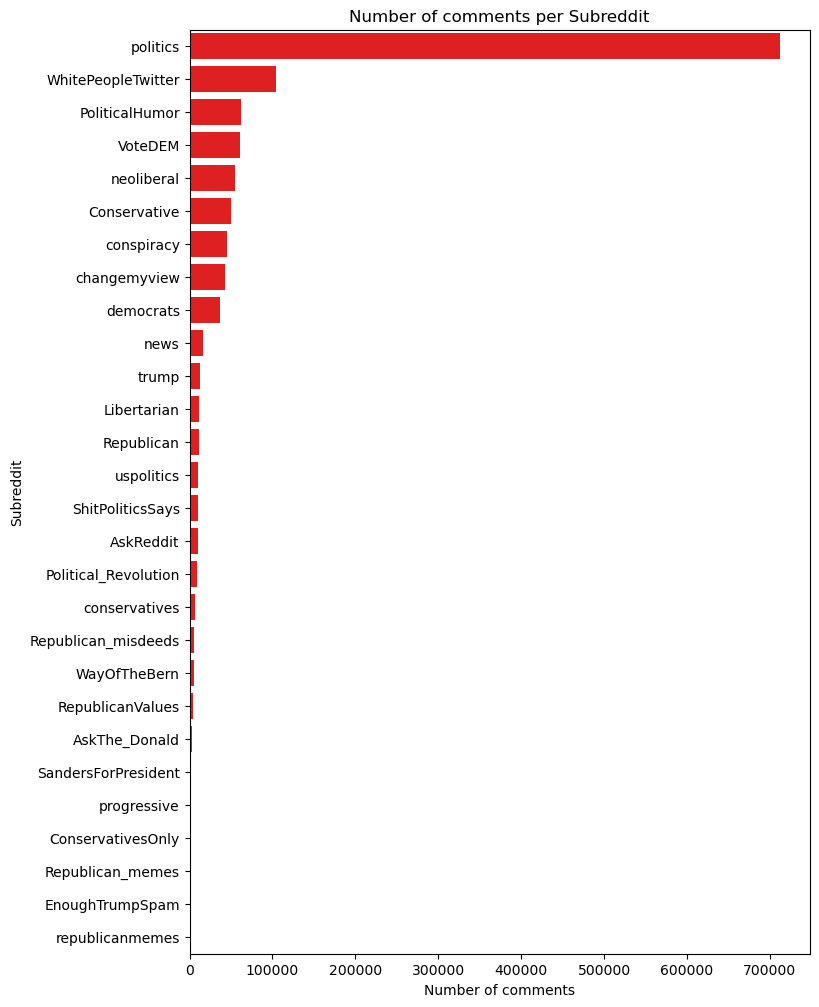 Number of comments per Subreddit
politics
WhitePeopleTwitter
PoliticalHumor
VoteDEM
neoliberal
Conservative
conspiracy
changemyview
democrats
news
trump
Libertarian
Republican
uspolitics
ShitPoliticsSays
AskReddit
Political_Revolution
conservatives
Republican_misdeeds
WayOfTheBern
RepublicanValues
AskThe_Donald
SandersForPresident
progressive
ConservativesOnly
Republican_memes
EnoughTrumpSpam
republicanmemes
Subreddit
0 100000 200000 300000 400000 500000 600000 700000
Number of comments